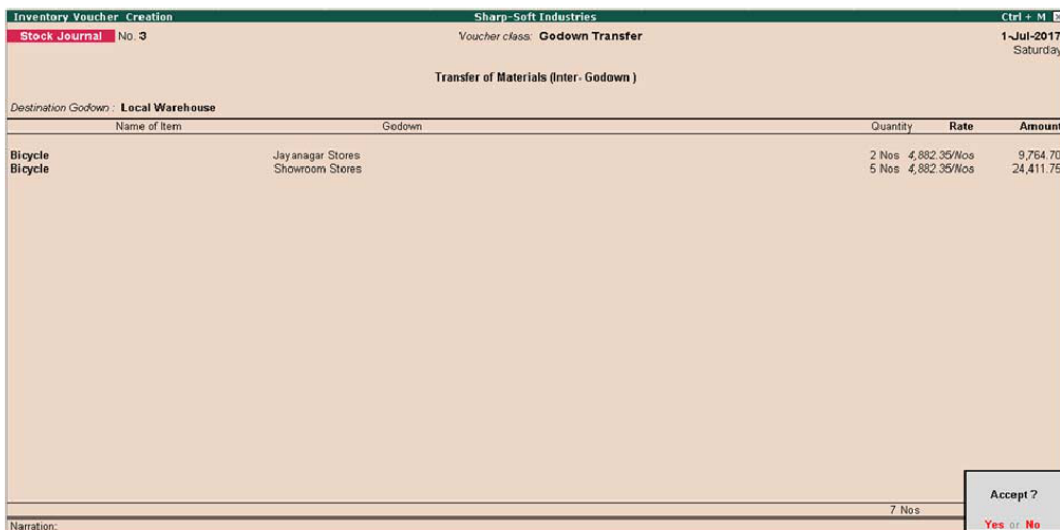 Inventory Voucher Creation Sharp-Soft Industries Ctrl + M
Stock Journal No. 3 Voucher class: Godown Transfer 1-Jul-2017
Saturday
Transfer of Materials (Inter- Godown )
Destination Godown : Local Warehouse
Name of Item Godown Quantity Rate Amount
Bicycle Jayanagar Stores 2 Nos 4,882.35/Nos 9,764.70
Bicycle Showroom Stores 5 Nos 4,882.35/Nos 24,411.75
Accept ?
7 Nos
Narration: Yes or No